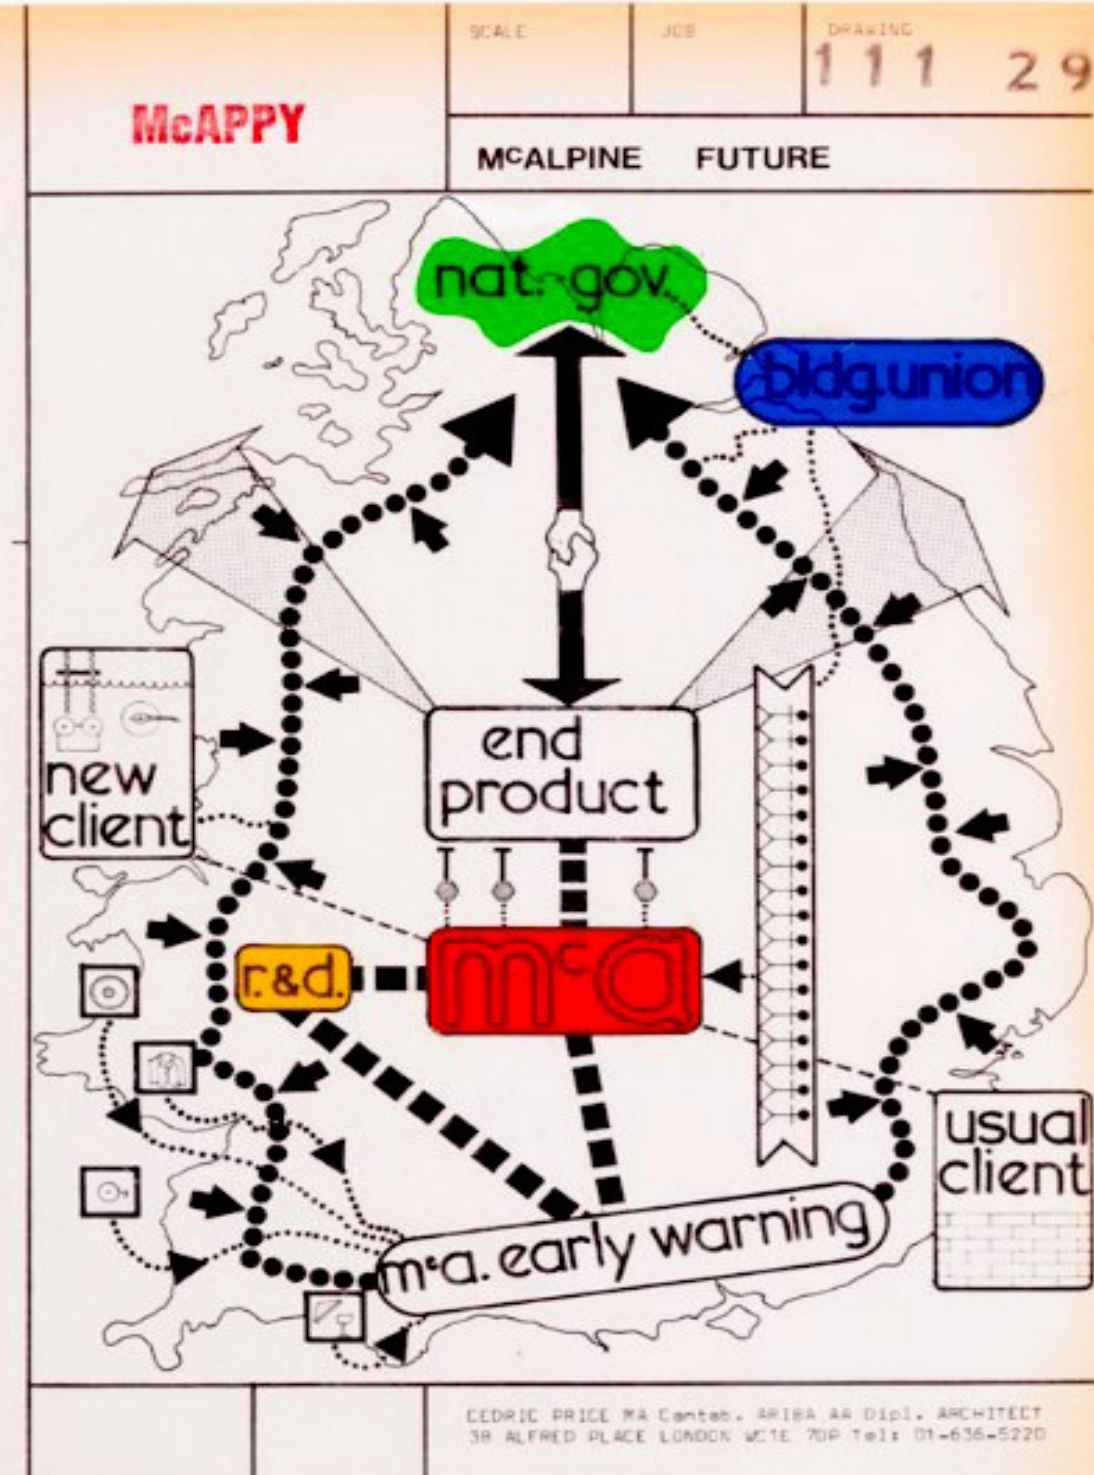 SCALE
JOB
DRAWING
111 29
McAPPY
McALPINE FUTURE
nat. gov.
bldg.union
new
client
end
product
r.&d.
mca
usual
client
mca. early warning
CEDRIC PRICE MA Cantab. ARIBA AA Dipl. ARCHITECT
38 ALFRED PLACE LONDON WC1E 7DP Tel: 01-636-5220